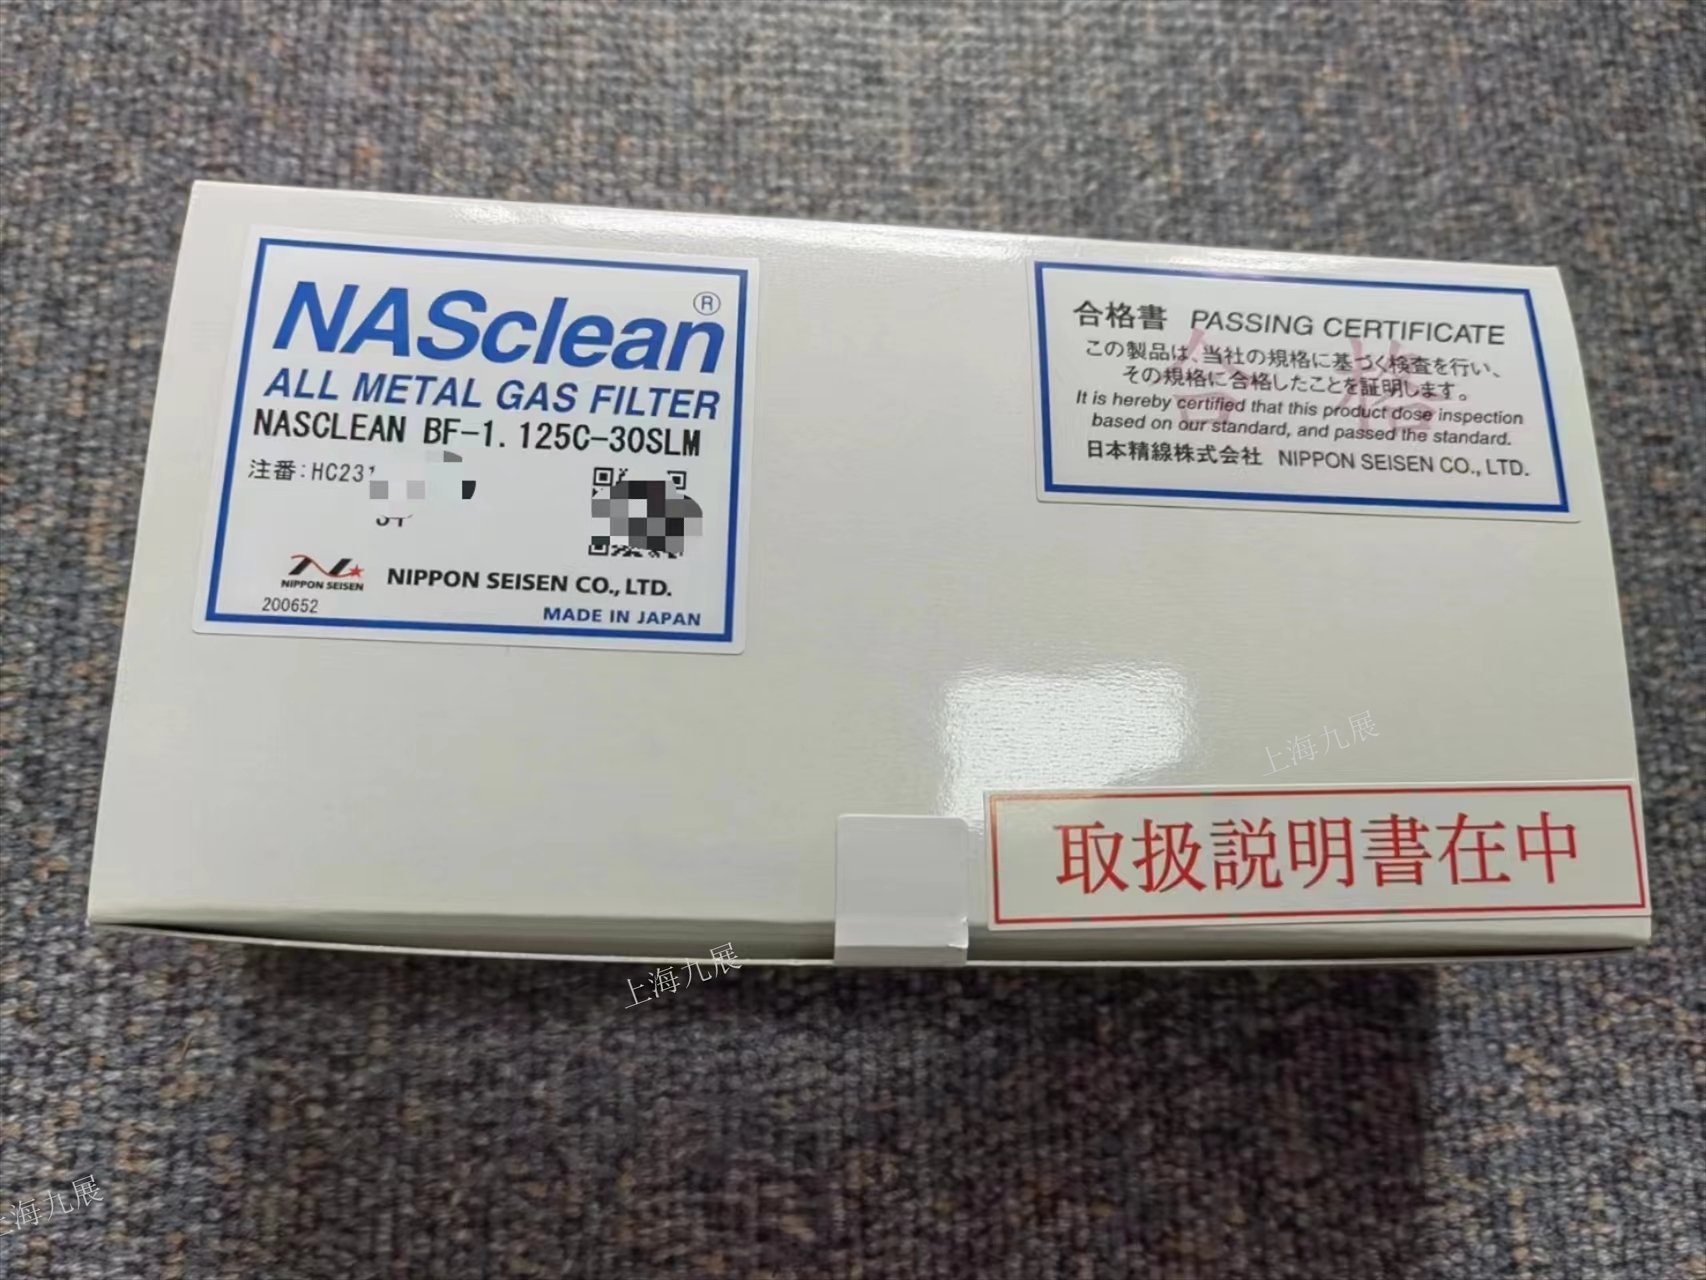 NASclean®
ALL METAL GAS FILTER
NASCLEAN BF-1.125C-30SLM
注番:HC231
NIPPON SEISEN
NIPPON SEISEN CO., LTD.
200652
MADE IN JAPAN
合格書 PASSING CERTIFICATE
この製品は、当社の規格に基づく検査を行い、
その規格に合格したことを証明します。
It is hereby certified that this product dose inspection
based on our standard, and passed the standard.
日本精線株式会社 NIPPON SEISEN CO., LTD.
合格
取扱説明書在中
上海九展
上海九展
上海九展